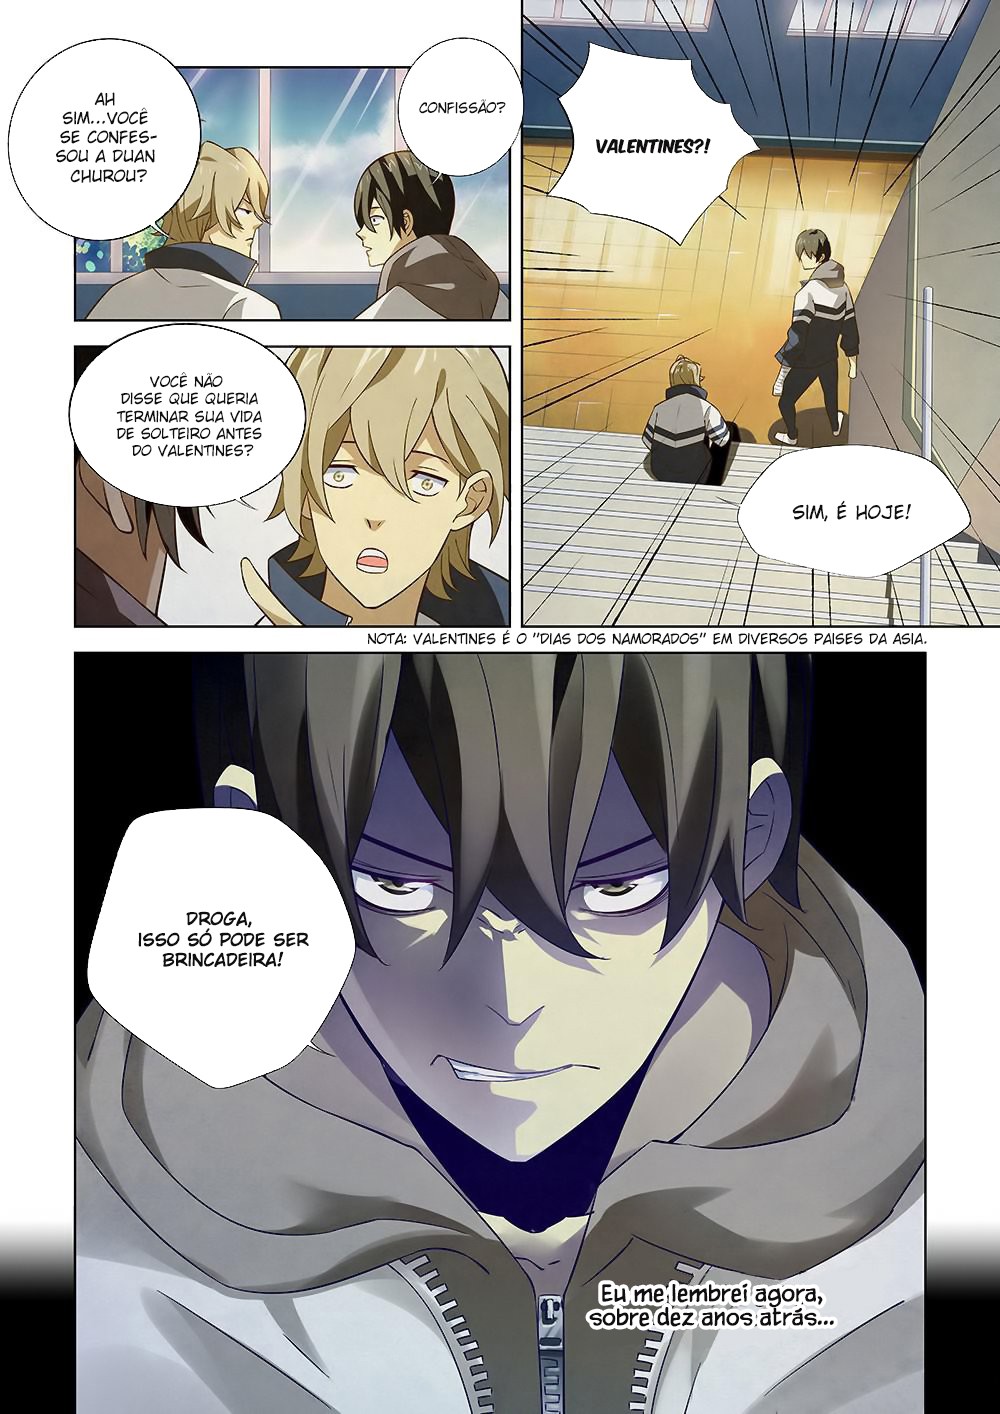 AH
SIM...VOCÊ
SE CONFES-
SOU A DUAN
CHUROU?
CONFISSÃO?
VOCÊ NÃO
DISSE QUE QUERIA
TERMINAR SUA VIDA
DE SOLTEIRO ANTES
DO VALENTINES?
VALENTINES?!
SIM, É HOJE!
NOTA: VALENTINES É O "DIAS DOS NAMORADOS" EM DIVERSOS PAISES DA ASIA.
DROGA,
ISSO SÓ PODE SER
BRINCADEIRA!
Eu me lembrei agora,
sobre dez anos atrás...